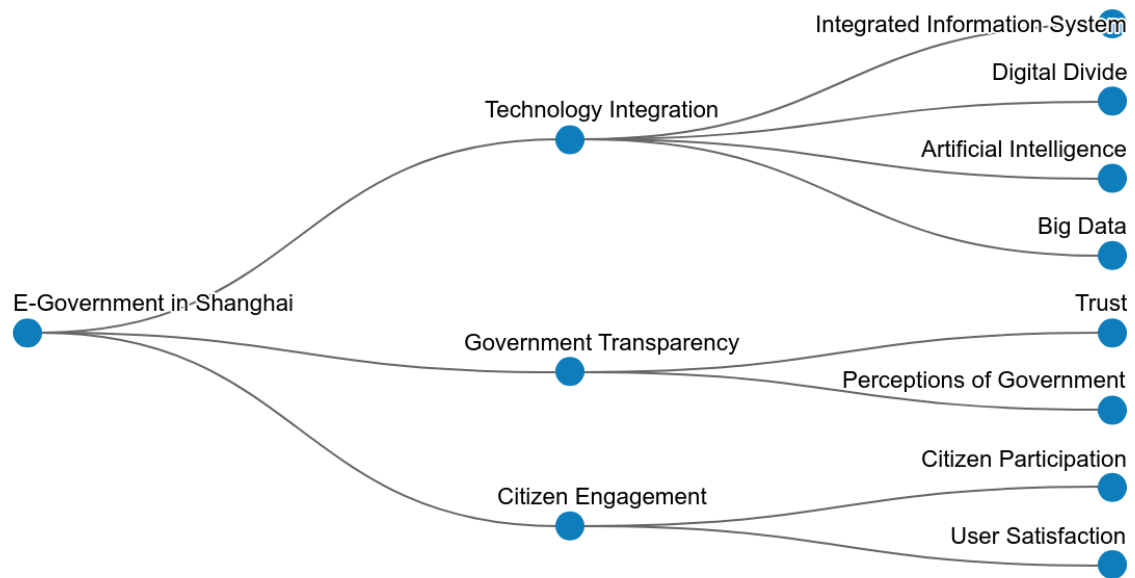 Integrated Information System
Digital Divide
Technology Integration
Artificial Intelligence
Big Data
E-Government in Shanghai
Trust
Government Transparency
Perceptions of Government
Citizen Participation
Citizen Engagement
User Satisfaction